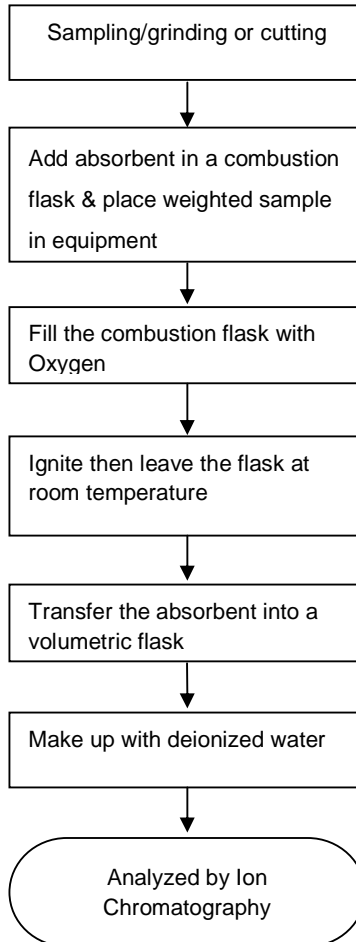 Sampling/grinding or cutting
Add absorbent in a combustion
flask & place weighted sample
in equipment
Fill the combustion flask with
Oxygen
Ignite then leave the flask at
room temperature
Transfer the absorbent into a
volumetric flask
Make up with deionized water
Analyzed by Ion
Chromatography